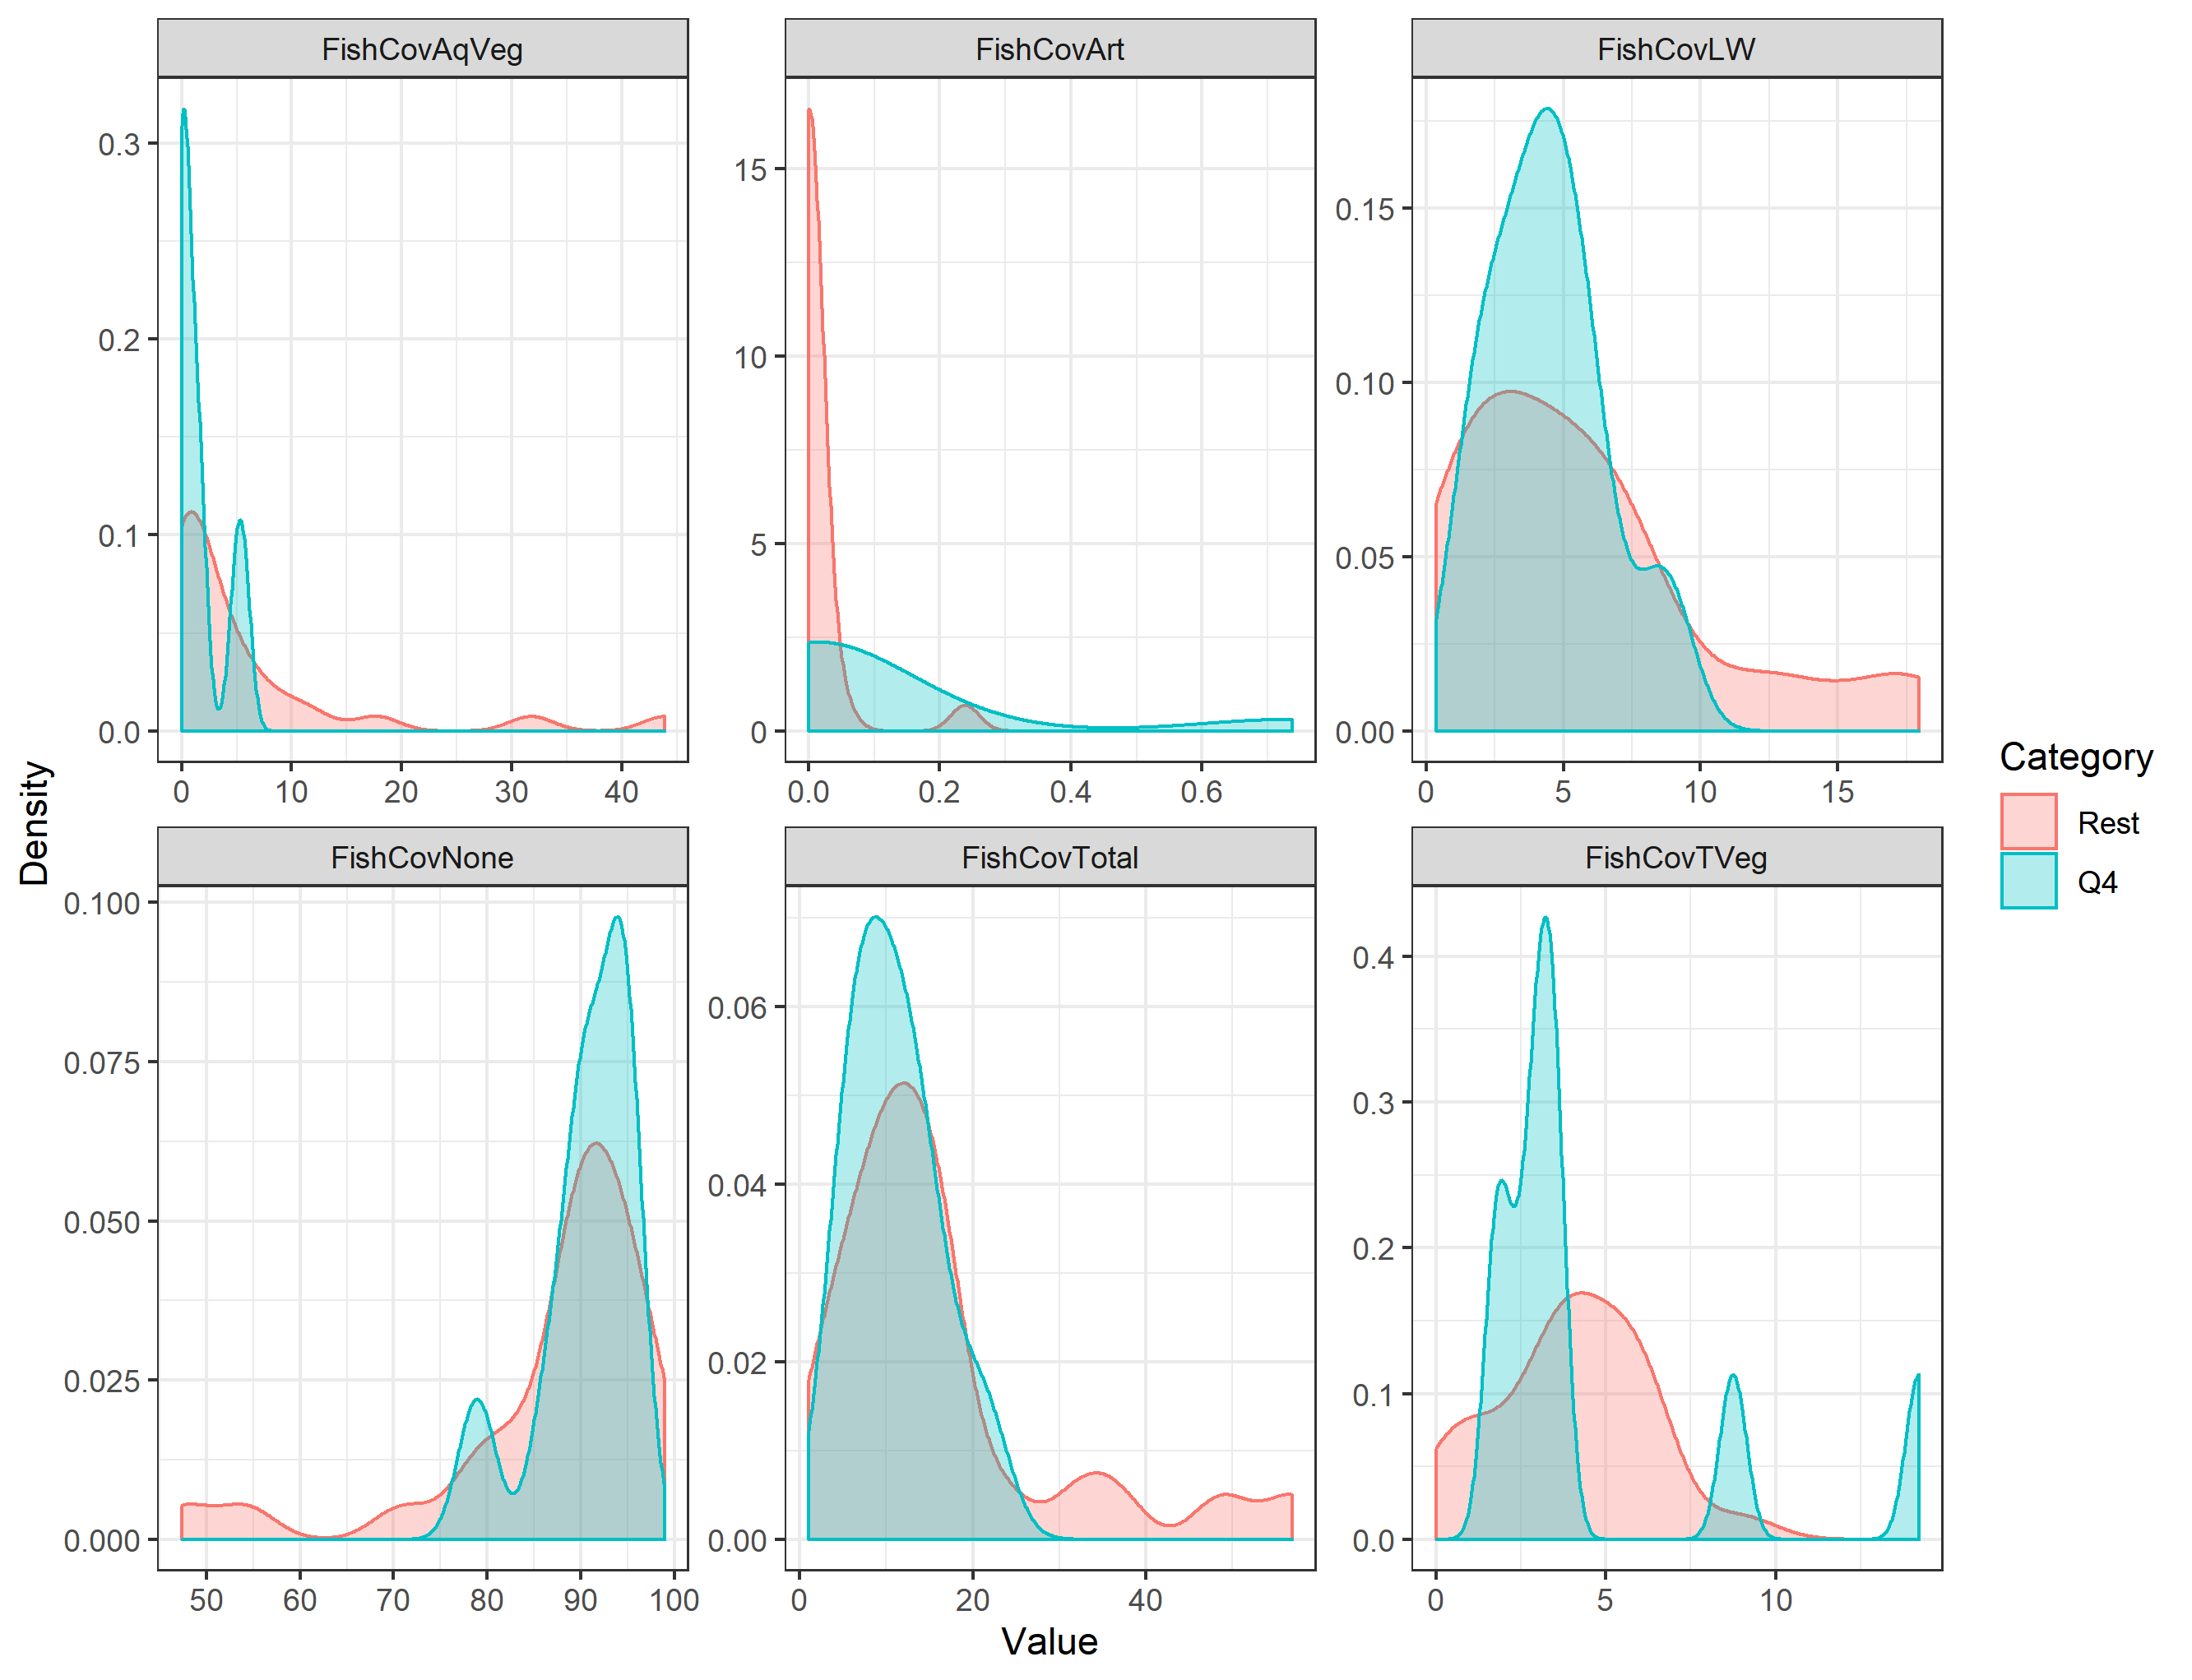 FishCovAqVeg
FishCovArt
FishCovLW
0.3
0.2
0.1
0.0
15
10
5
0
0.15
0.10
0.05
0.00
0 10 20 30 40
0.0 0.2 0.4 0.6
0 5 10 15
Density
Category
Rest
Q4
FishCovNone
FishCovTotal
FishCovTVeg
0.100
0.075
0.050
0.025
0.000
0.06
0.04
0.02
0.00
0.4
0.3
0.2
0.1
0.0
50 60 70 80 90 100
0 20 40
0 5 10
Value